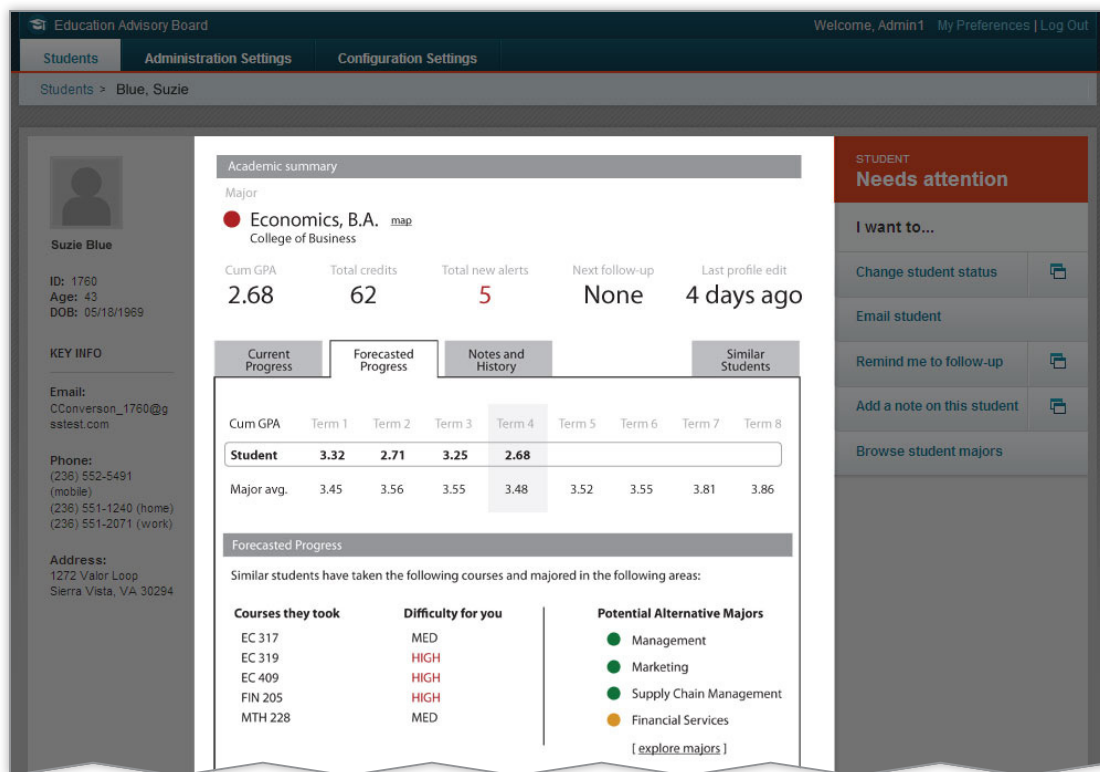 Education Advisory Board
Welcome, Admin1 My Preferences | Log Out
Students Administration Settings Configuration Settings
Students > Blue, Suzie
Suzie Blue
ID: 1760
Age: 43
DOB: 05/18/1969
KEY INFO
Email:
CConverson_1760@g
sstest.com
Phone:
(236) 552-5491
(mobile)
(236) 551-1240 (home)
(236) 551-2071 (work)
Address:
1272 Valor Loop
Sierra Vista, VA 30294
Academic summary
Major
Economics, B.A. map
College of Business
Cum GPA Total credits Total new alerts Next follow-up Last profile edit
2.68 62 5 None 4 days ago
Current
Progress
Forecasted
Progress
Notes and
History
Similar
Students
Cum GPA Term 1 Term 2 Term 3 Term 4 Term 5 Term 6 Term 7 Term 8
Student 3.32 2.71 3.25 2.68
Major avg. 3.45 3.56 3.55 3.48 3.52 3.55 3.81 3.86
Forecasted Progress
Similar students have taken the following courses and majored in the following areas:
Courses they took Difficulty for you
EC 317 MED
EC 319 HIGH
EC 409 HIGH
FIN 205 HIGH
MTH 228 MED
Potential Alternative Majors
Management
Marketing
Supply Chain Management
Financial Services
[ explore majors ]
STUDENT
Needs attention
I want to...
Change student status
Email student
Remind me to follow-up
Add a note on this student
Browse student majors